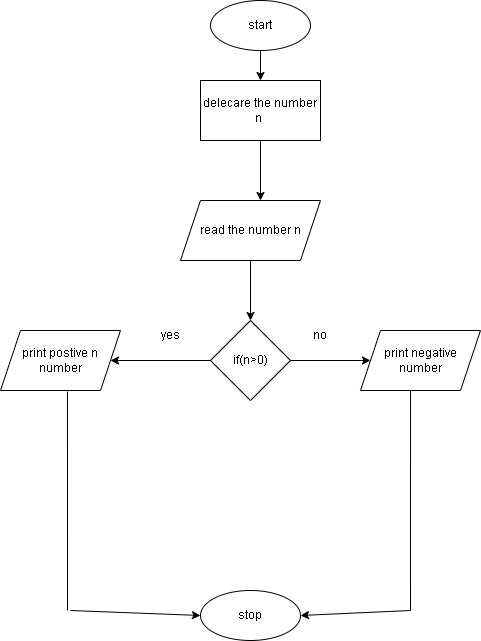 start
delecare the number
n
read the number n
yes
no
if(n>0)
print postive n
number
print negative
number
stop